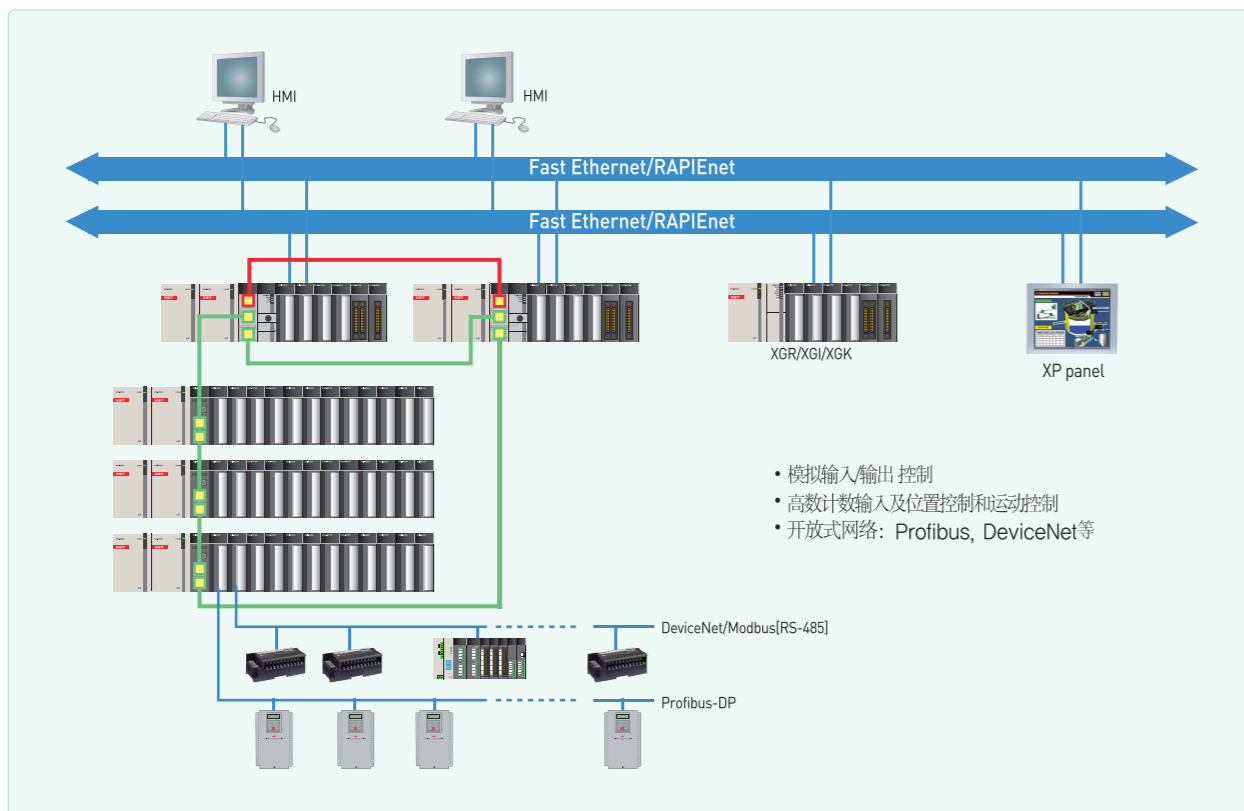 HMI
HMI
Fast Ethernet/RAPIEnet
Fast Ethernet/RAPIEnet
XGR/XGI/XGK
XP panel
• 模拟输入/输出 控制
• 高数计数输入及位置控制和运动控制
• 开放式网络: Profibus, DeviceNet等
DeviceNet/Modbus[RS-485]
Profibus-DP